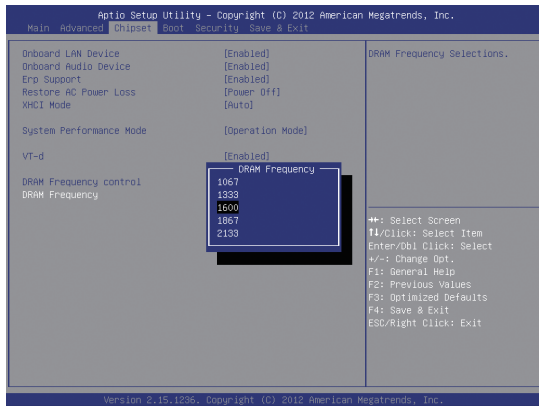 Aptio Setup Utility – Copyright (C) 2012 American Megatrends, Inc.
Main Advanced Chipset Boot Security Save & Exit
Onboard LAN Device [Enabled]
Onboard Audio Device [Enabled]
Erp Support [Enabled]
Restore AC Power Loss [Power Off]
XHCI Mode [Auto]
System Performance Mode [Operation Mode]
VT-d [Enabled]
DRAM Frequency control
DRAM Frequency
DRAM Frequency
1067
1333
1600
1867
2133
DRAM Frequency Selections.
→←: Select Screen
↑↓/Click: Select Item
Enter/Dbl Click: Select
+/-: Change Opt.
F1: General Help
F2: Previous Values
F3: Optimized Defaults
F4: Save & Exit
ESC/Right Click: Exit
Version 2.15.1236. Copyright (C) 2012 American Megatrends, Inc.